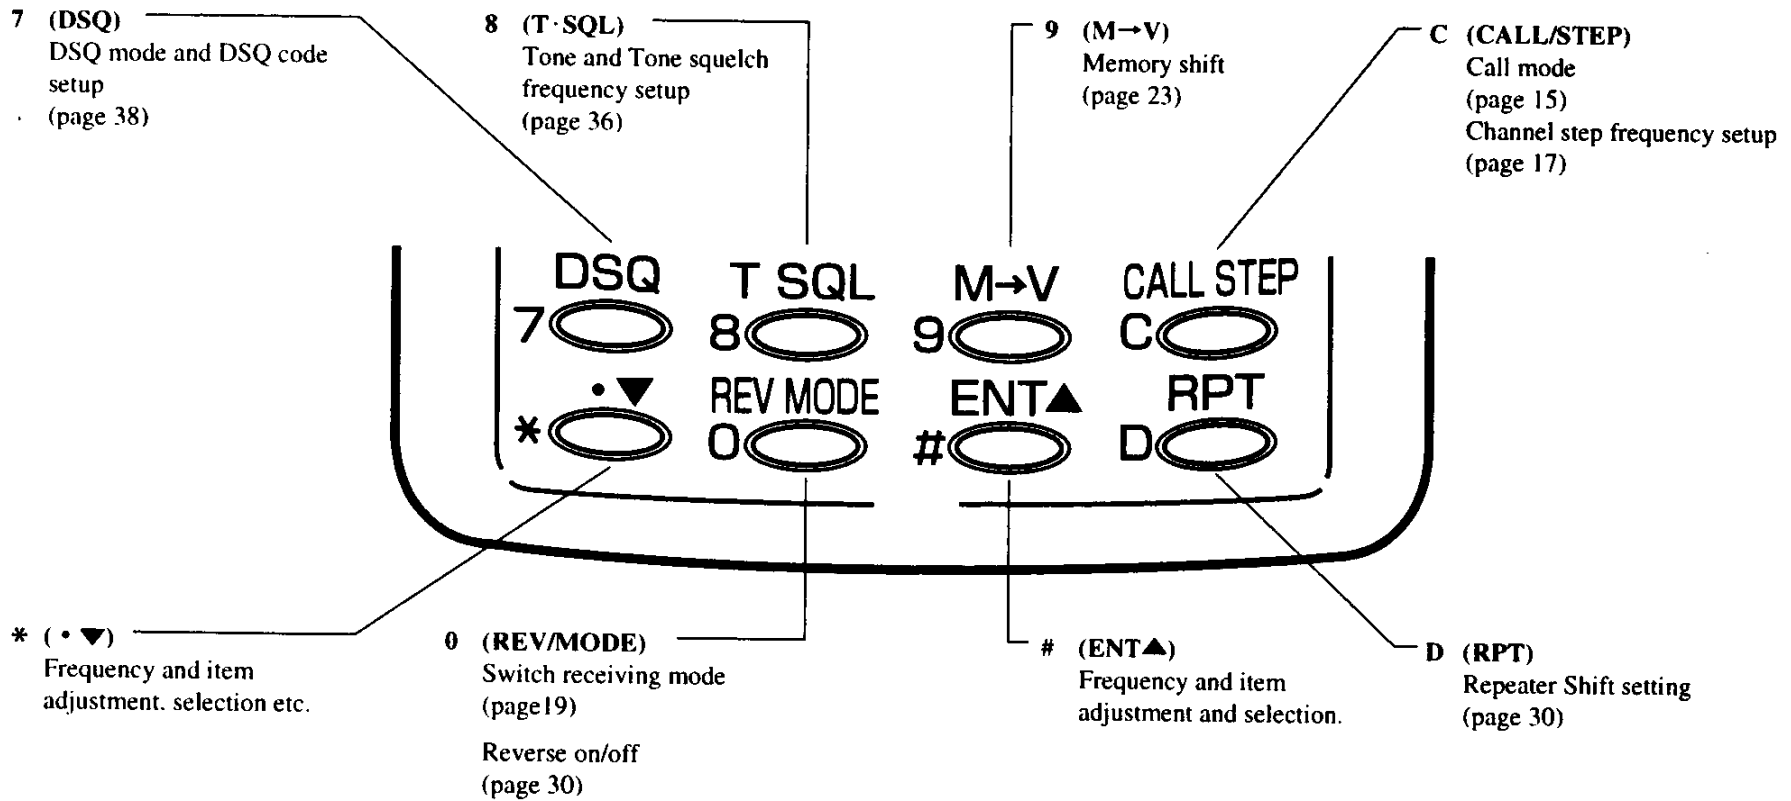 7 (DSQ)
DSQ mode and DSQ code
setup
(page 38)
8 (T·SQL)
Tone and Tone squelch
frequency setup
(page 36)
9 (M→V)
Memory shift
(page 23)
C (CALL/STEP)
Call mode
(page 15)
Channel step frequency setup
(page 17)
DSQ T SQL M→V CALL STEP
7 8 9 C
•▼ REV MODE ENT▲ RPT
* 0 # D
* (•▼)
Frequency and item
adjustment. selection etc.
0 (REV/MODE)
Switch receiving mode
(page19)
Reverse on/off
(page 30)
# (ENT▲)
Frequency and item
adjustment and selection.
D (RPT)
Repeater Shift setting
(page 30)